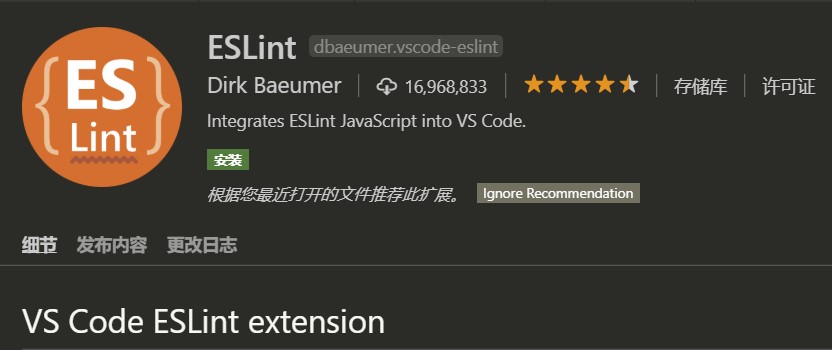 ES
Lint
ESLint dbaeumer.vscode-eslint
Dirk Baeumer 16,968,833 存储库 许可证
Integrates ESLint JavaScript into VS Code.
安装
根据您最近打开的文件推荐此扩展。 Ignore Recommendation
细节 发布内容 更改日志
VS Code ESLint extension